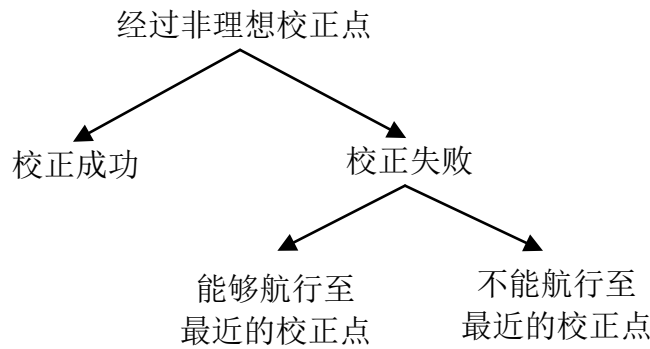 经过非理想校正点
校正成功
校正失败
能够航行至
最近的校正点
不能航行至
最近的校正点